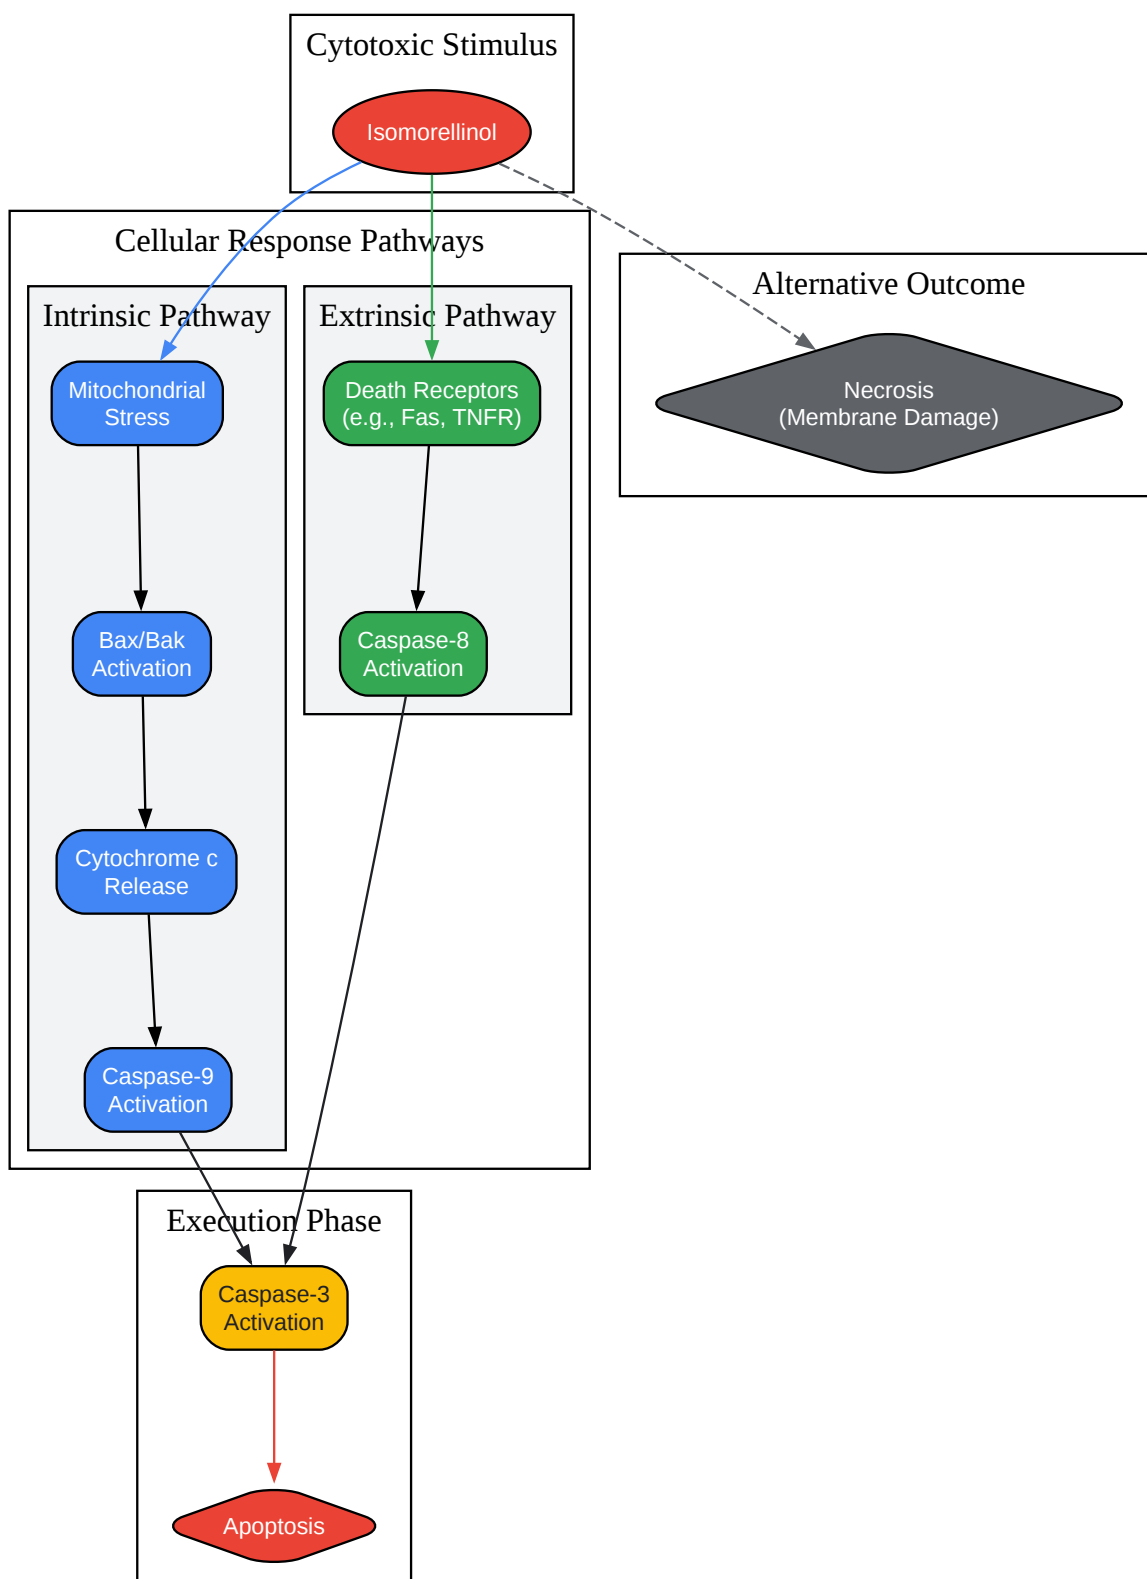 Cytotoxic Stimulus
Isomorellinol
Cellular Response Pathways
Alternative Outcome
Intrinsic Pathway
Extrinsic Pathway
Mitochondrial
Stress
Death Receptors
(e.g., Fas, TNFR)
Necrosis
(Membrane Damage)
Bax/Bak
Activation
Caspase-8
Activation
Cytochrome c
Release
Caspase-9
Activation
Execution Phase
Caspase-3
Activation
Apoptosis